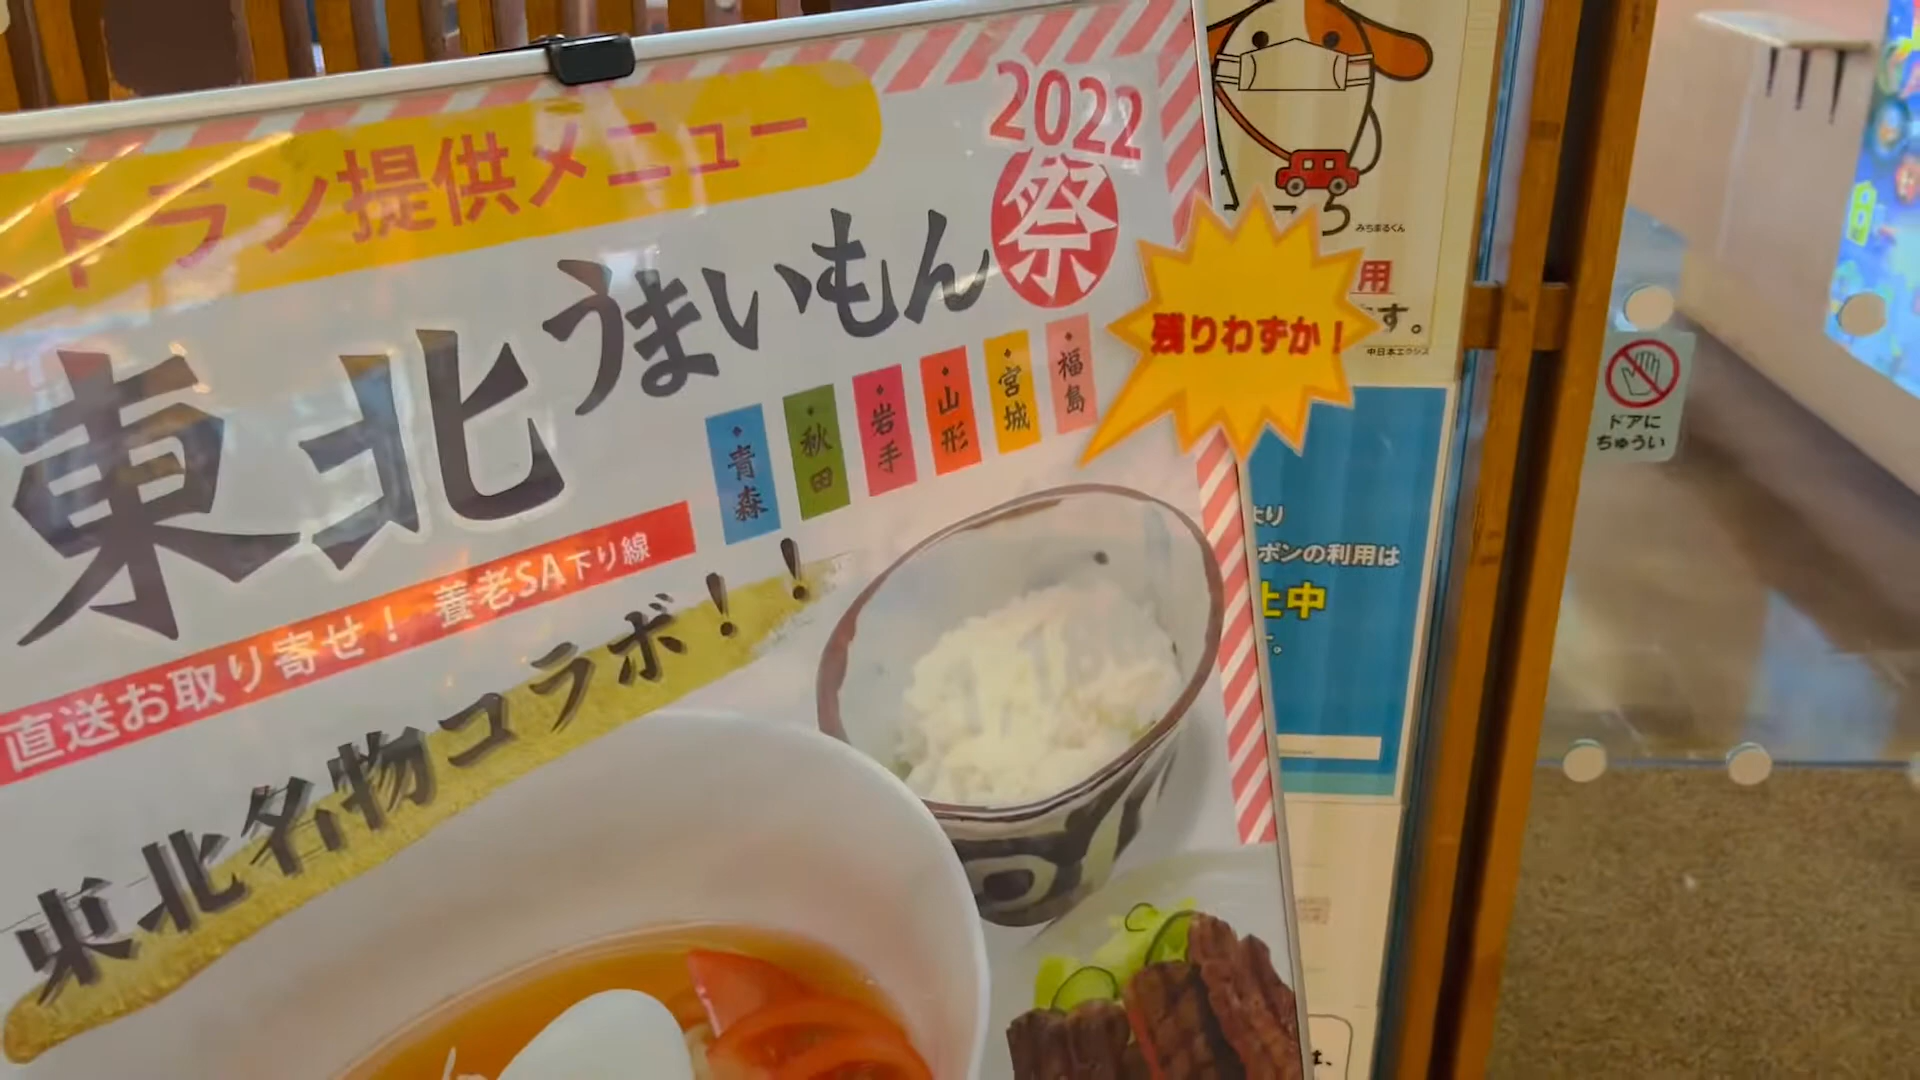 トラン提供メニュー
2022
祭
東北うまいもん
青森
秋田
岩手
山形
宮城
福島
残りわずか！
直送お取り寄せ！ 養老SA下り線
東北名物コラボ！！
みちまるくん
用
す。
中日本エクシス
より
ポンの利用は
止中
ドアに
ちゅうい